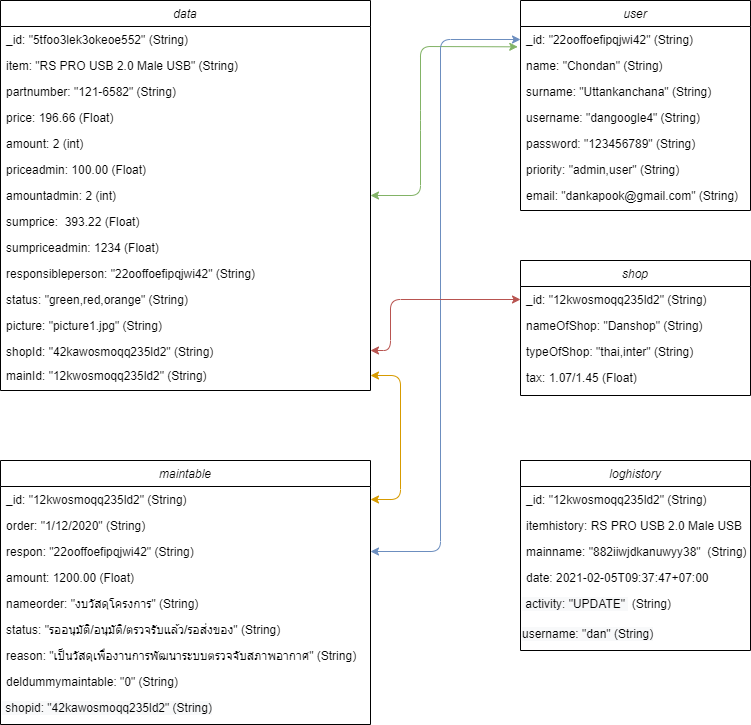 data
_id: "5tfoo3lek3okeoe552" (String)
item: "RS PRO USB 2.0 Male USB" (String)
partnumber: "121-6582" (String)
price: 196.66 (Float)
amount: 2 (int)
priceadmin: 100.00 (Float)
amountadmin: 2 (int)
sumprice:  393.22 (Float)
sumpriceadmin: 1234 (Float)
responsibleperson: "22ooffoefipqjwi42" (String)
status: "green,red,orange" (String)
picture: "picture1.jpg" (String)
shopId: "42kawosmoqq235ld2" (String)
mainId: "12kwosmoqq235ld2" (String)
user
_id: "22ooffoefipqjwi42" (String)
name: "Chondan" (String)
surname: "Uttankanchana" (String)
username: "dangoogle4" (String)
password: "123456789" (String)
priority: "admin,user" (String)
email: "dankapook@gmail.com" (String)
shop
_id: "12kwosmoqq235ld2" (String)
nameOfShop: "Danshop" (String)
typeOfShop: "thai,inter" (String)
tax: 1.07/1.45 (Float)
maintable
_id: "12kwosmoqq235ld2" (String)
order: "1/12/2020" (String)
respon: "22ooffoefipqjwi42" (String)
amount: 1200.00 (Float)
nameorder: "งบวัสดุโครงการ" (String)
status: "รออนุมัติ/อนุมัติ/ตรวจรับแล้ว/รอส่งของ" (String)
reason: "เป็นวัสดุเพื่องานการพัฒนาระบบตรวจจับสภาพอากาศ" (String)
deldummymaintable: "0" (String)
shopid: "42kawosmoqq235ld2" (String)
loghistory
_id: "12kwosmoqq235ld2" (String)
itemhistory: RS PRO USB 2.0 Male USB
mainname: "882iiwjdkanuwyy38"  (String)
date: 2021-02-05T09:37:47+07:00
activity: "UPDATE"  (String)
username: "dan" (String)